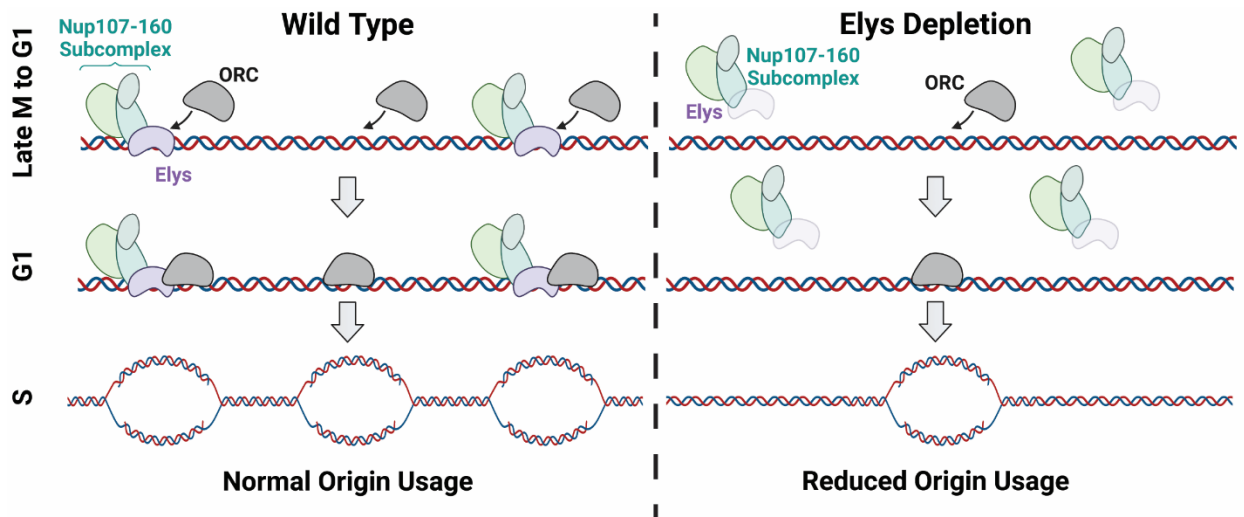 Wild Type
Nup107-160
Subcomplex
ORC
Elys
Late M to G1
G1
S
Normal Origin Usage
Elys Depletion
Nup107-160
Subcomplex
Elys
ORC
Reduced Origin Usage